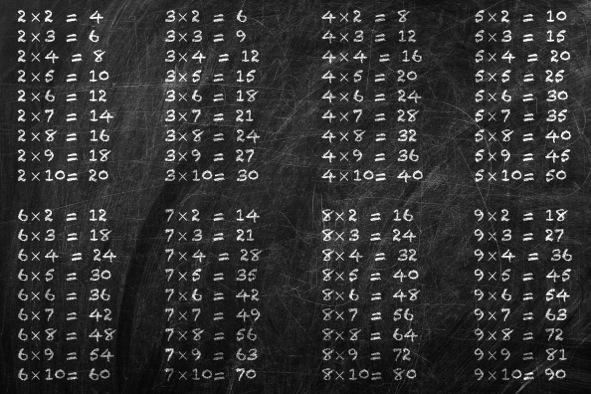 2×2 = 4
2×3 = 6
2×4 = 8
2×5 = 10
2×6 = 12
2×7 = 14
2×8 = 16
2×9 = 18
2×10= 20
3×2 = 6
3×3 = 9
3×4 = 12
3×5 = 15
3×6 = 18
3×7 = 21
3×8 = 24
3×9 = 27
3×10= 30
4×2 = 8
4×3 = 12
4×4 = 16
4×5 = 20
4×6 = 24
4×7 = 28
4×8 = 32
4×9 = 36
4×10= 40
5×2 = 10
5×3 = 15
5×4 = 20
5×5 = 25
5×6 = 30
5×7 = 35
5×8 = 40
5×9 = 45
5×10= 50
6×2 = 12
6×3 = 18
6×4 = 24
6×5 = 30
6×6 = 36
6×7 = 42
6×8 = 48
6×9 = 54
6×10= 60
7×2 = 14
7×3 = 21
7×4 = 28
7×5 = 35
7×6 = 42
7×7 = 49
7×8 = 56
7×9 = 63
7×10= 70
8×2 = 16
8×3 = 24
8×4 = 32
8×5 = 40
8×6 = 48
8×7 = 56
8×8 = 64
8×9 = 72
8×10= 80
9×2 = 18
9×3 = 27
9×4 = 36
9×5 = 45
9×6 = 54
9×7 = 63
9×8 = 72
9×9 = 81
9×10= 90